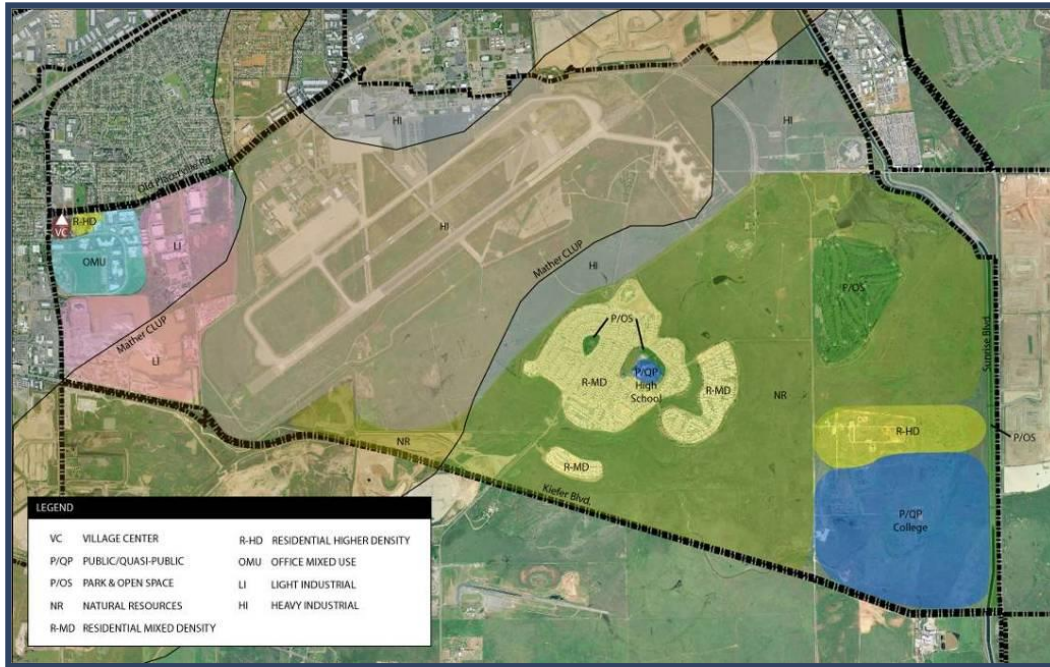 HI
HI
Old Placerville Rd.
R-HD
VC
OMU
LI
HI
Mather CLUP
HI
P/OS
Mather CLUP
LI
P/OS
P/QP
High
School
R-MD
R-MD
NR
Sunrise Blvd.
R-HD
P/OS
NR
R-MD
Kiefer Blvd.
P/QP
College
LEGEND
VC VILLAGE CENTER
P/QP PUBLIC/QUASI-PUBLIC
P/OS PARK & OPEN SPACE
NR NATURAL RESOURCES
R-MD RESIDENTIAL MIXED DENSITY
R-HD RESIDENTIAL HIGHER DENSITY
OMU OFFICE MIXED USE
LI LIGHT INDUSTRIAL
HI HEAVY INDUSTRIAL